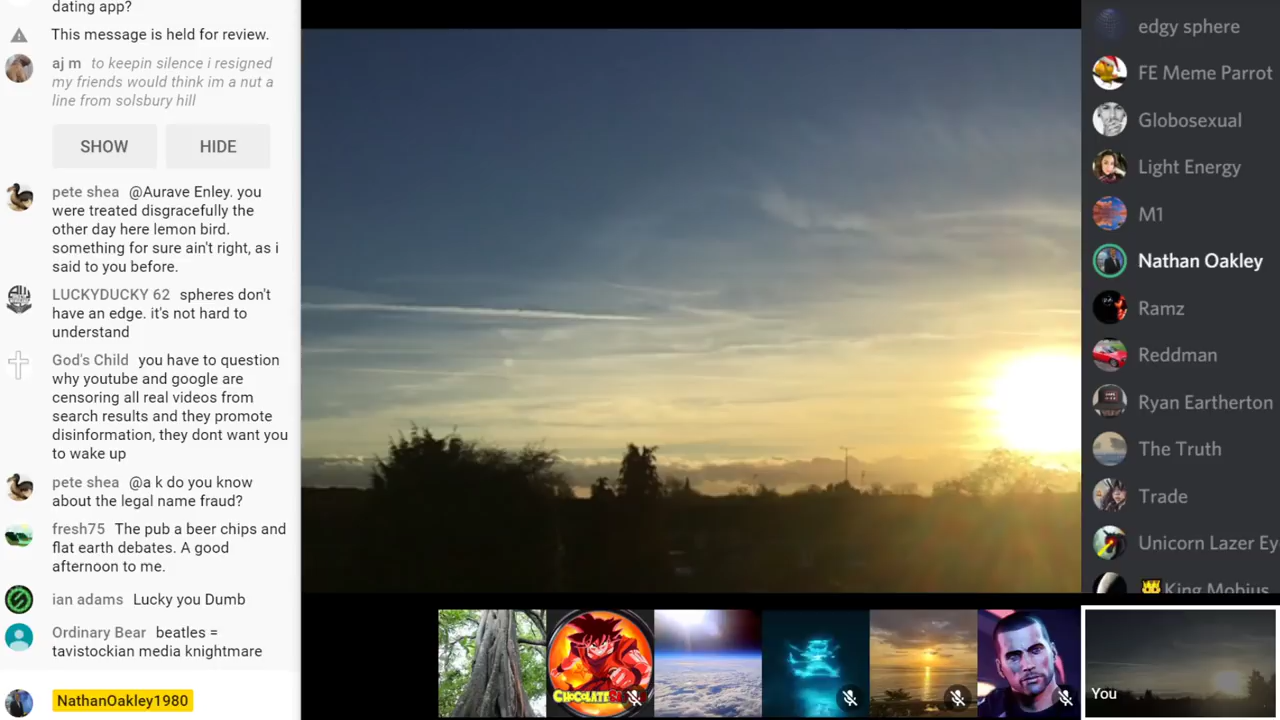 dating app?
This message is held for review.
aj m to keepin silence i resigned
my friends would think im a nut a
line from solsbury hill
SHOW HIDE
pete shea @Aurave Enley. you
were treated disgracefully the
other day here lemon bird.
something for sure ain't right, as i
said to you before.
LUCKYDUCKY 62 spheres don't
have an edge. it's not hard to
understand
God's Child you have to question
why youtube and google are
censoring all real videos from
search results and they promote
disinformation, they dont want you
to wake up
pete shea @a k do you know
about the legal name fraud?
fresh75 The pub a beer chips and
flat earth debates. A good
afternoon to me.
ian adams Lucky you Dumb
Ordinary Bear beatles =
tavistockian media knightmare
NathanOakley1980
You
edgy sphere
FE Meme Parrot
Globosexual
Light Energy
M1
Nathan Oakley
Ramz
Reddman
Ryan Eartherton
The Truth
Trade
Unicorn Lazer Ey
King Mobius